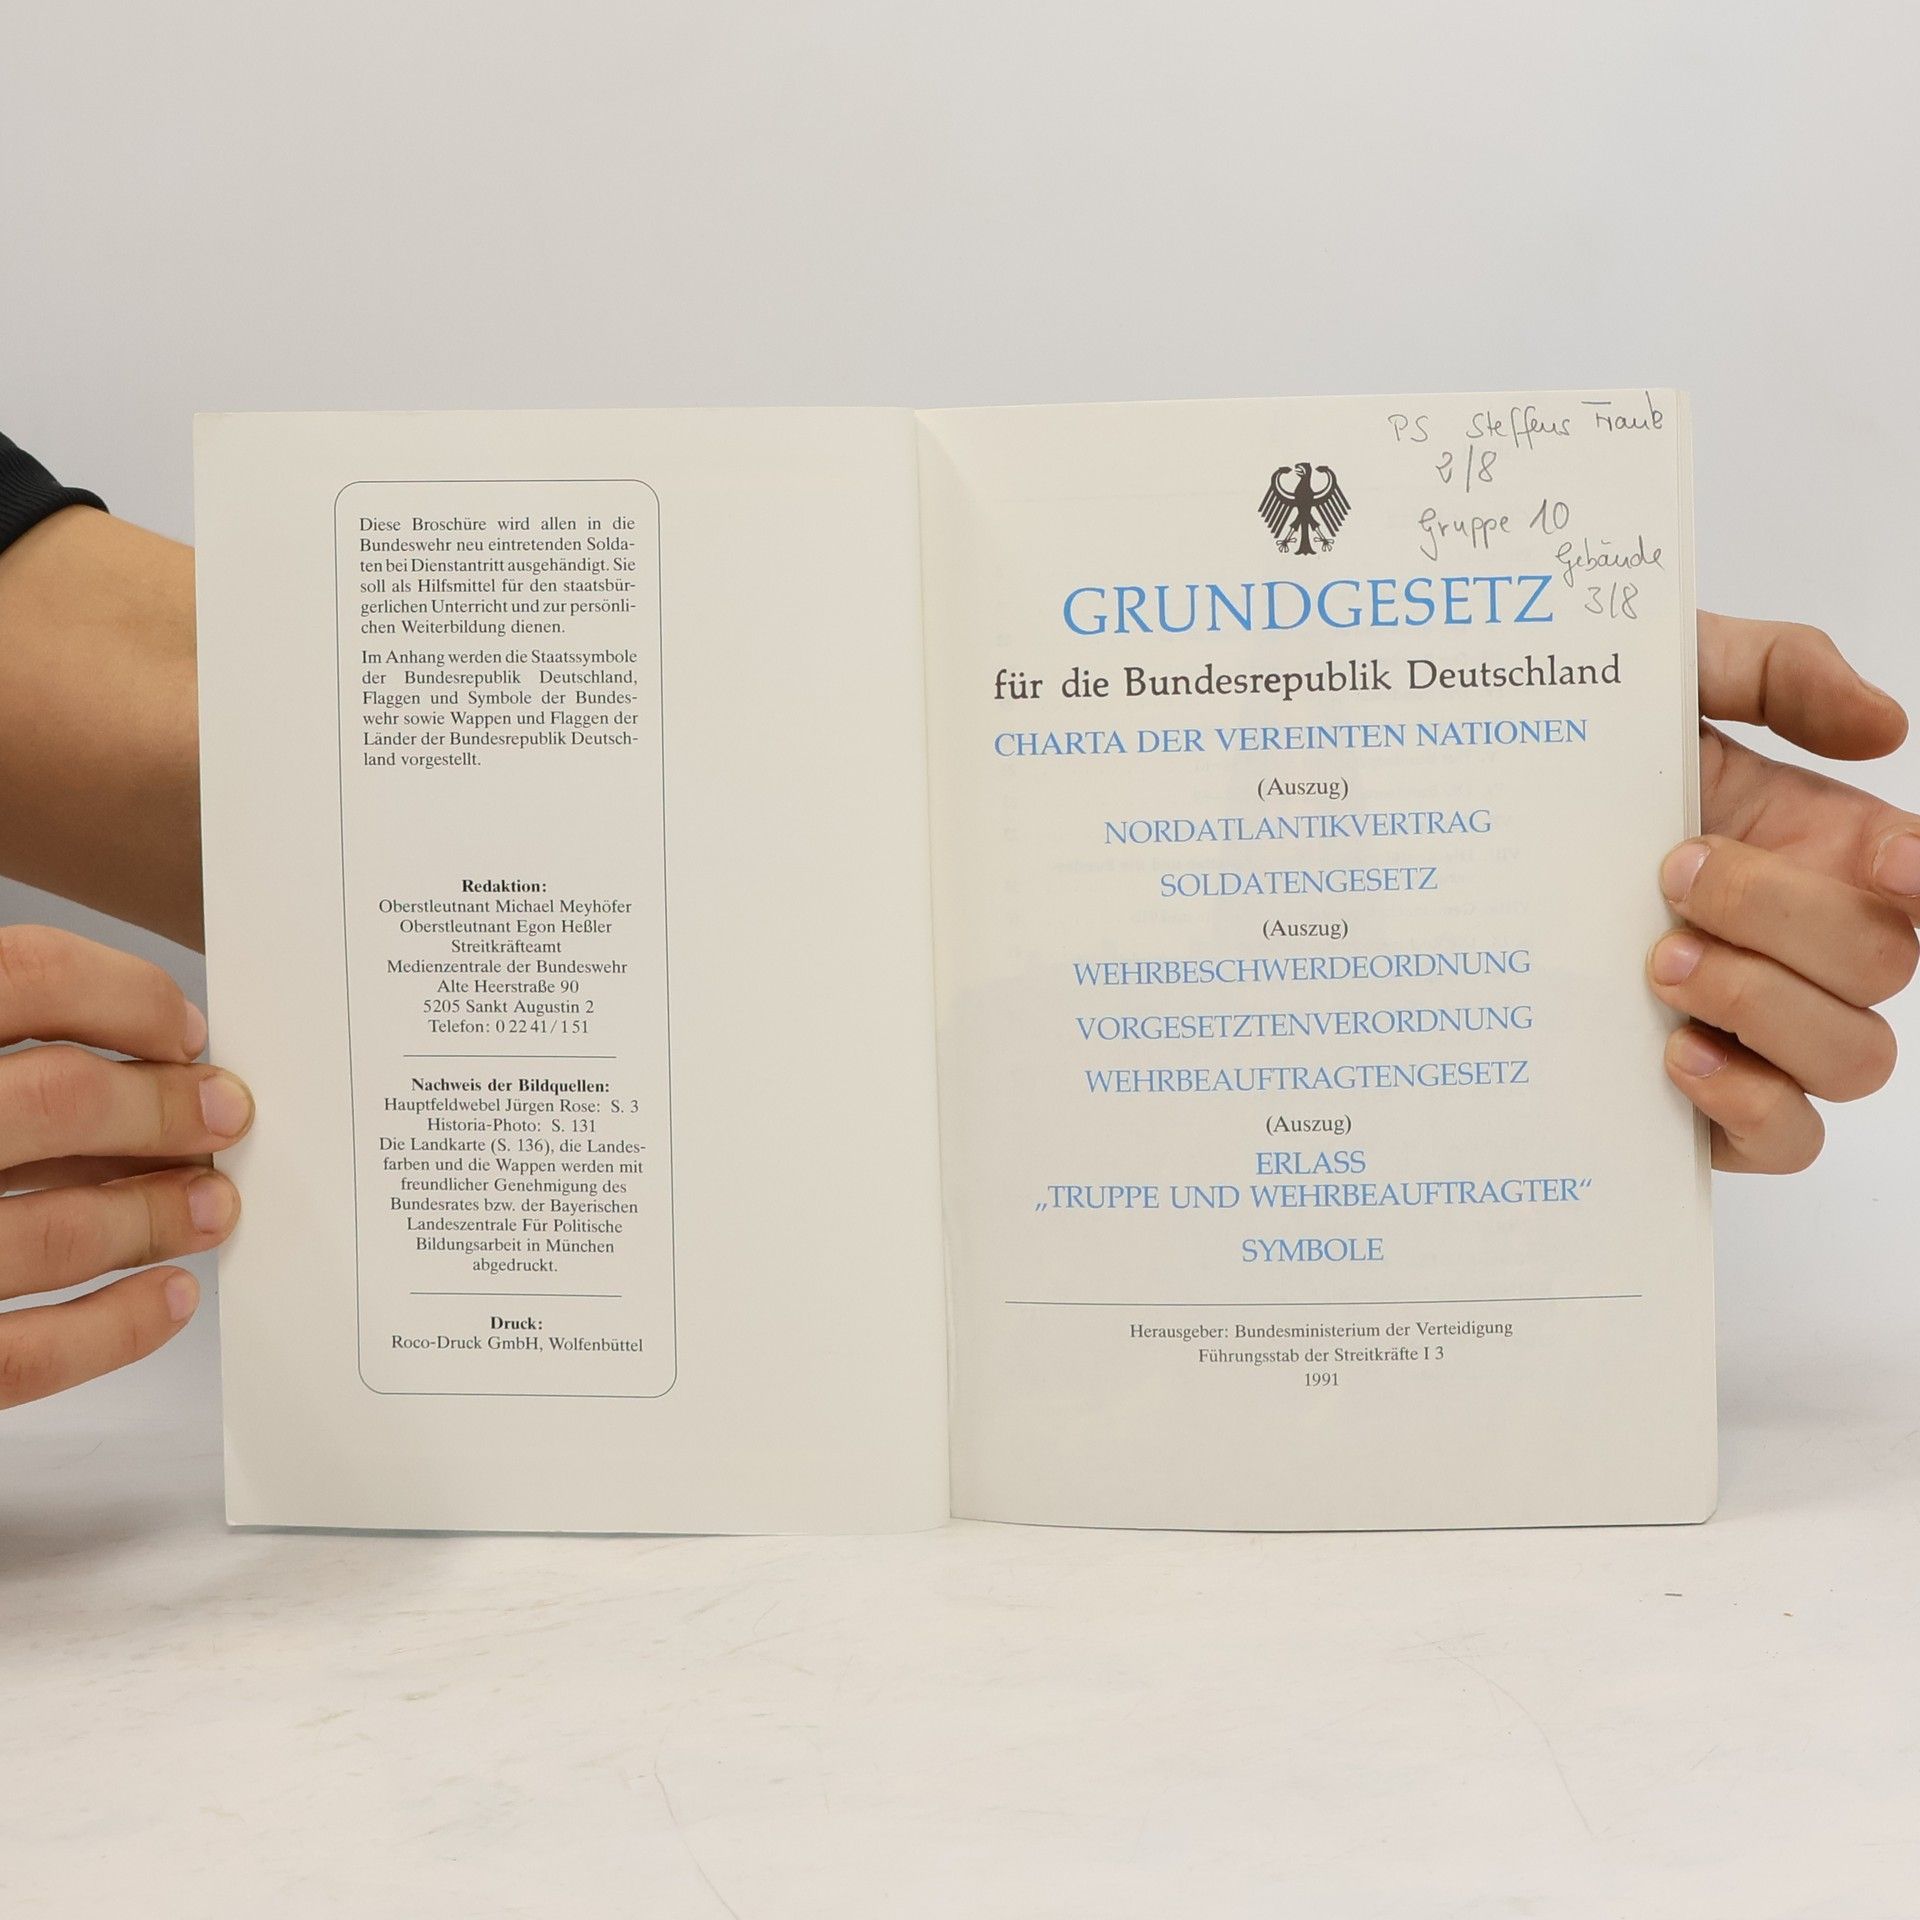 Diese Broschüre wird allen in die
Bundeswehr neu eintretenden Solda-
ten bei Dienstantritt ausgehändigt. Sie
soll als Hilfsmittel für den staatsbür-
gerlichen Unterricht und zur persönli-
chen Weiterbildung dienen.
Im Anhang werden die Staatssymbole
der Bundesrepublik Deutschland,
Flaggen und Symbole der Bundes-
wehr sowie Wappen und Flaggen der
Länder der Bundesrepublik Deutsch-
land vorgestellt.
Redaktion:
Oberstleutnant Michael Meyhöfer
Oberstleutnant Egon Heßler
Streitkräfteamt
Medienzentrale der Bundeswehr
Alte Heerstraße 90
5205 Sankt Augustin 2
Telefon: 0 22 41 / 1 51
Nachweis der Bildquellen:
Hauptfeldwebel Jürgen Rose: S. 3
Historia-Photo: S. 131
Die Landkarte (S. 136), die Landes-
farben und die Wappen werden mit
freundlicher Genehmigung des
Bundesrates bzw. der Bayerischen
Landeszentrale Für Politische
Bildungsarbeit in München
abgedruckt.
Druck:
Roco-Druck GmbH, Wolfenbüttel
PS Steffens Frank
2/8
Gruppe 10
Gebäude
3/8
GRUNDGESETZ
für die Bundesrepublik Deutschland
CHARTA DER VEREINTEN NATIONEN
(Auszug)
NORDATLANTIKVERTRAG
SOLDATENGESETZ
(Auszug)
WEHRBESCHWERDEORDNUNG
VORGESETZTENVERORDNUNG
WEHRBEAUFTRAGTENGESETZ
(Auszug)
ERLASS
„TRUPPE UND WEHRBEAUFTRAGTER“
SYMBOLE
Herausgeber: Bundesministerium der Verteidigung
Führungsstab der Streitkräfte I 3
1991